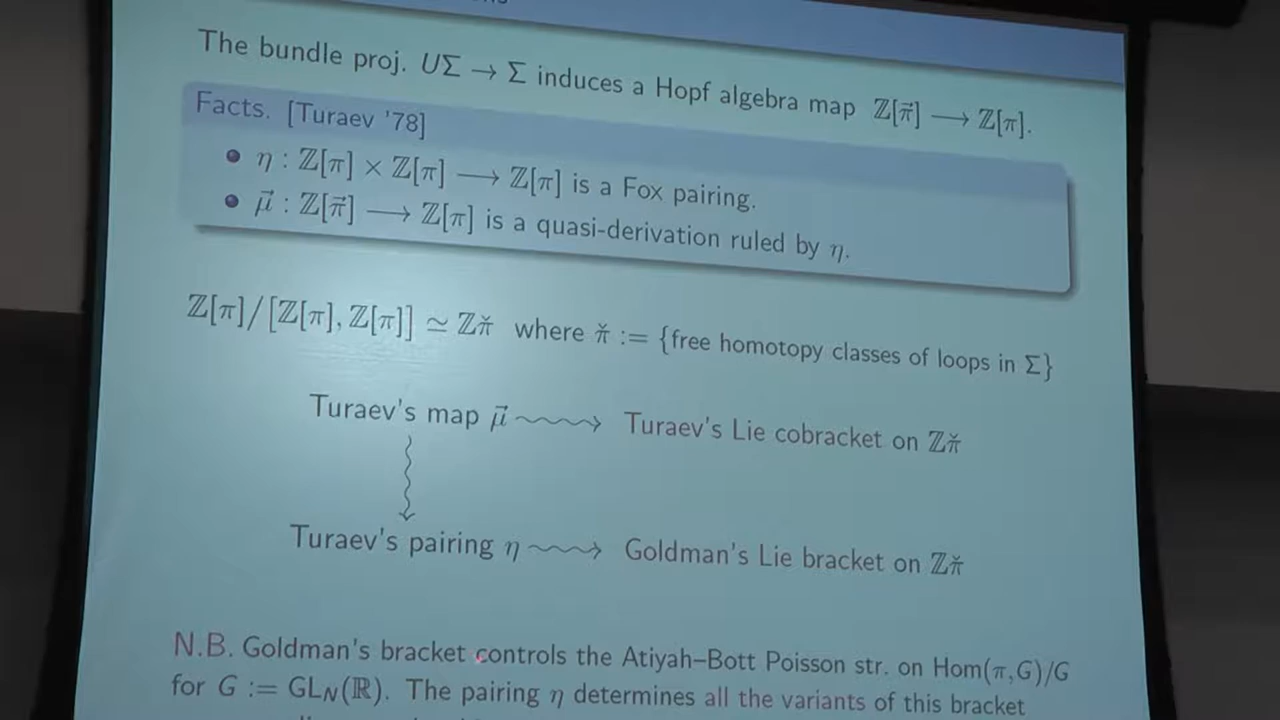 The bundle proj. UΣ → Σ induces a Hopf algebra map ℤ[π⃗] ⟶ ℤ[π].
Facts. [Turaev '78]
• η : ℤ[π] × ℤ[π] ⟶ ℤ[π] is a Fox pairing.
• μ⃗ : ℤ[π⃗] ⟶ ℤ[π] is a quasi-derivation ruled by η.
ℤ[π]/[ℤ[π], ℤ[π]] ≃ ℤπ̌ where π̌ := {free homotopy classes of loops in Σ}
Turaev's map μ⃗ ⇝ Turaev's Lie cobracket on ℤπ̌
Turaev's pairing η ⇝ Goldman's Lie bracket on ℤπ̌
N.B. Goldman's bracket controls the Atiyah–Bott Poisson str. on Hom(π,G)/G
for G := GL_N(ℝ). The pairing η determines all the variants of this bracket